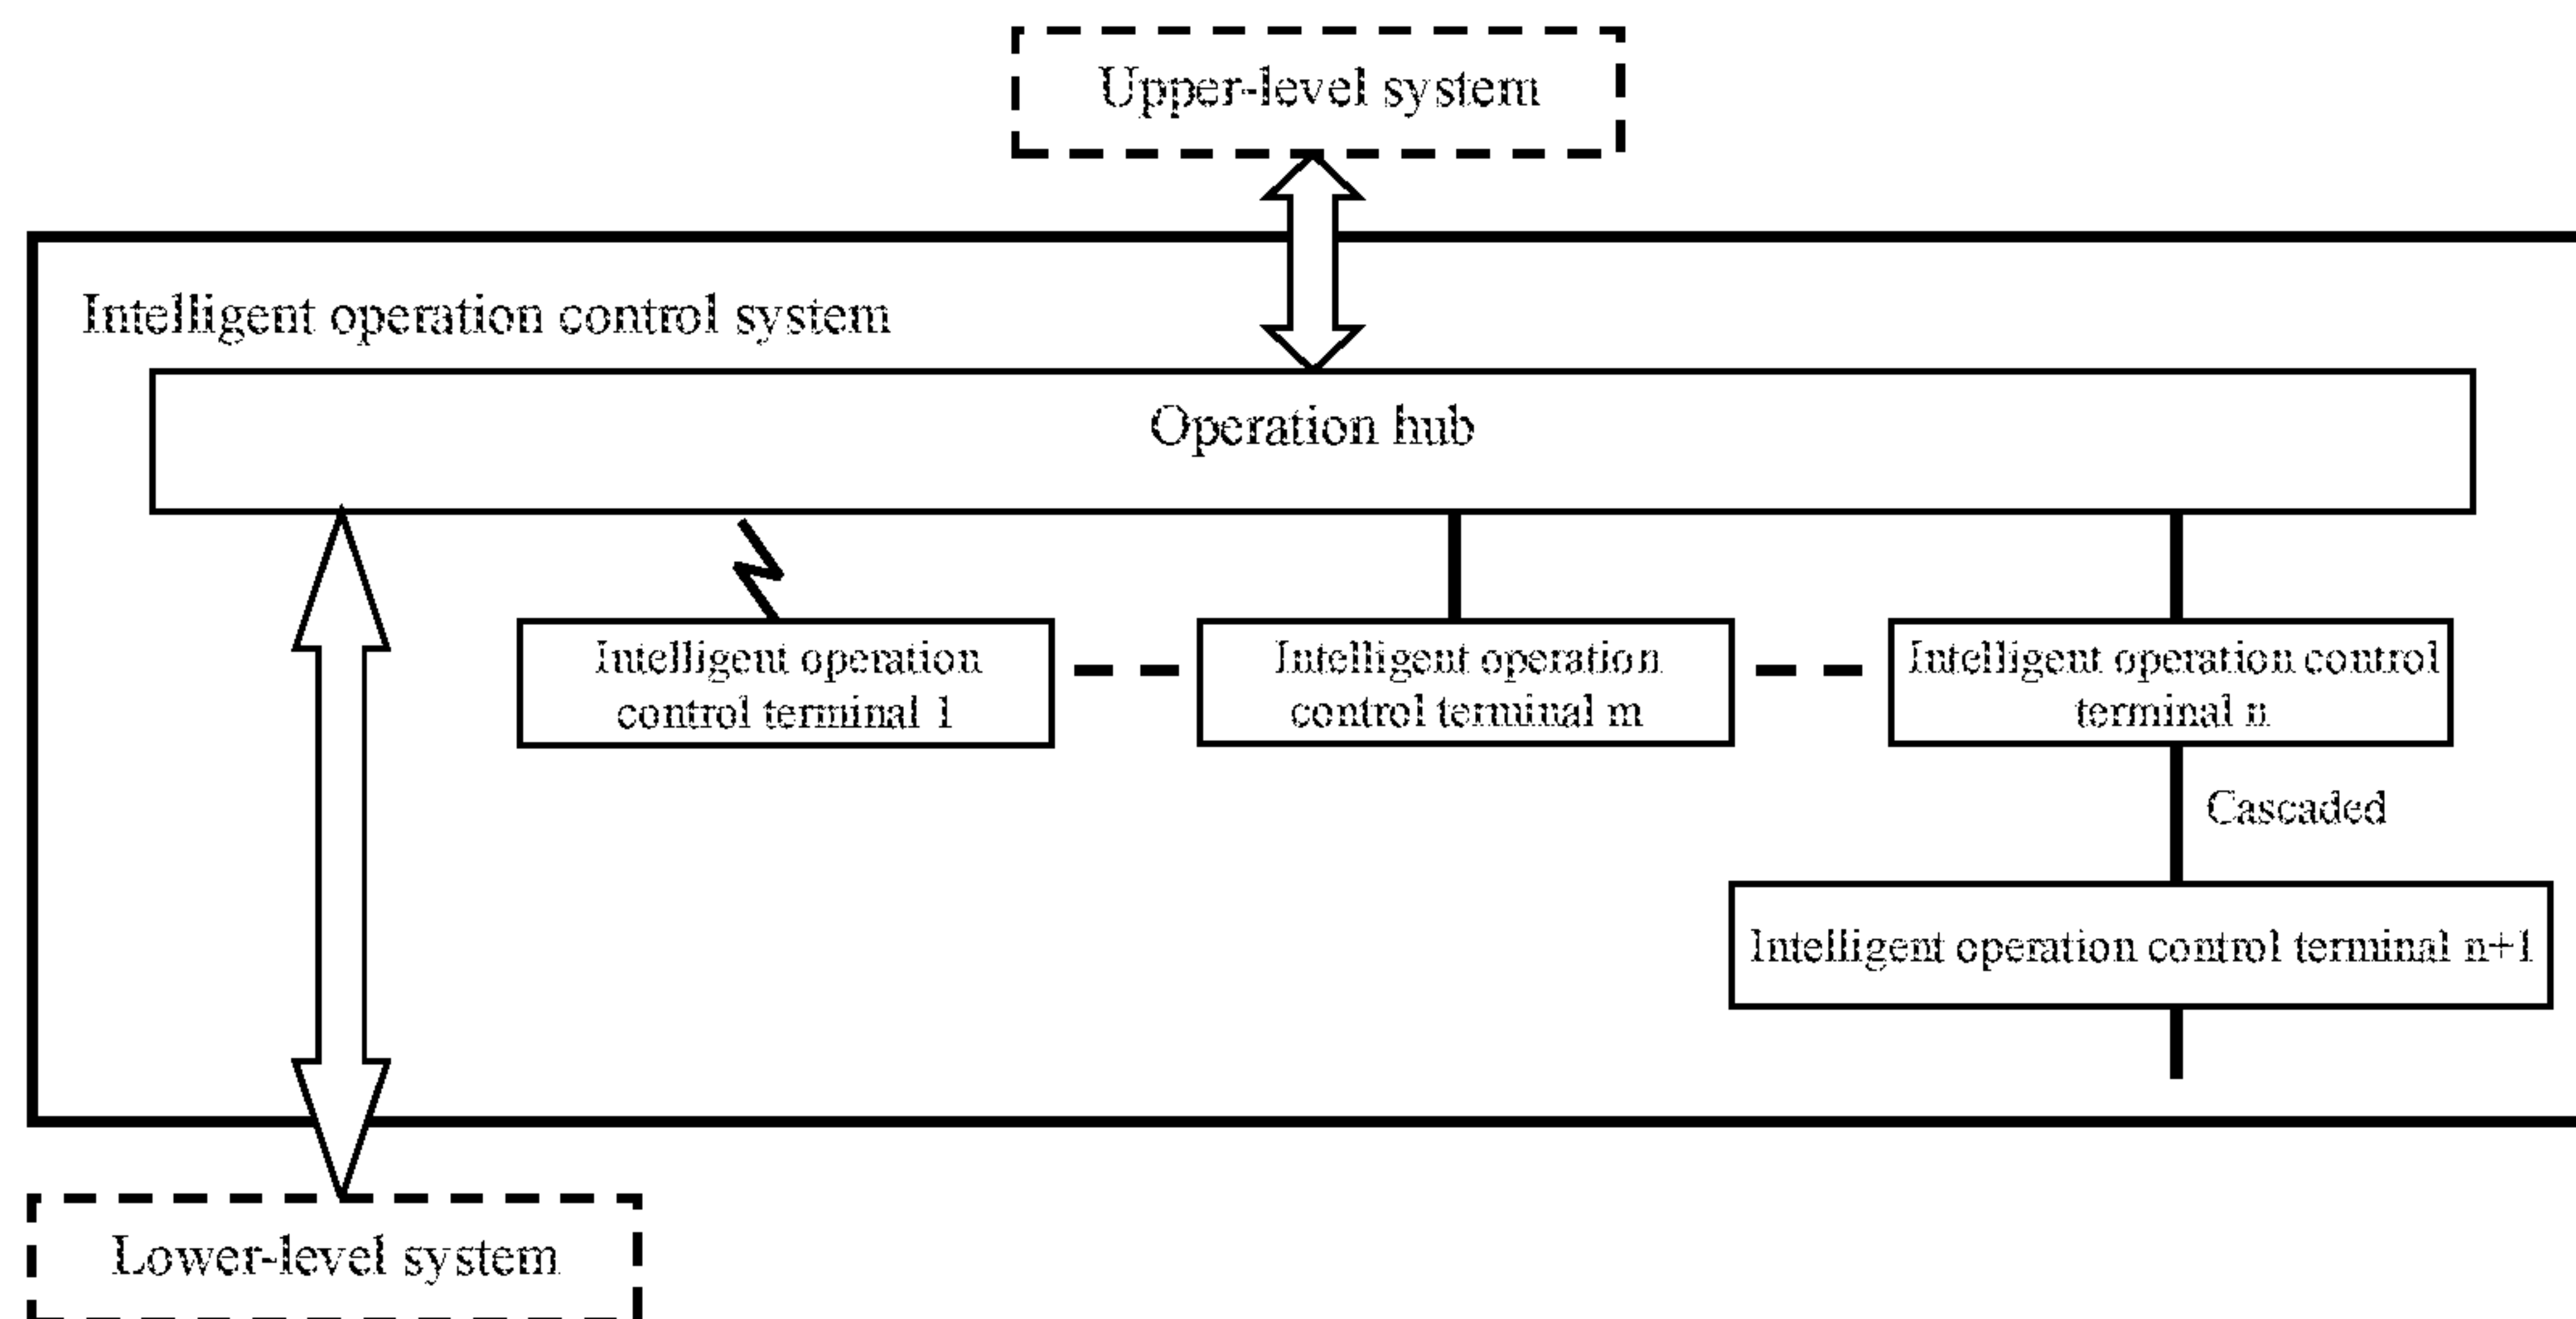 Upper-level system
Intelligent operation control system
Operation hub
Intelligent operation
control terminal 1
Intelligent operation
control terminal m
Intelligent operation control
terminal n
Cascaded
Intelligent operation control terminal n+1
Lower-level system